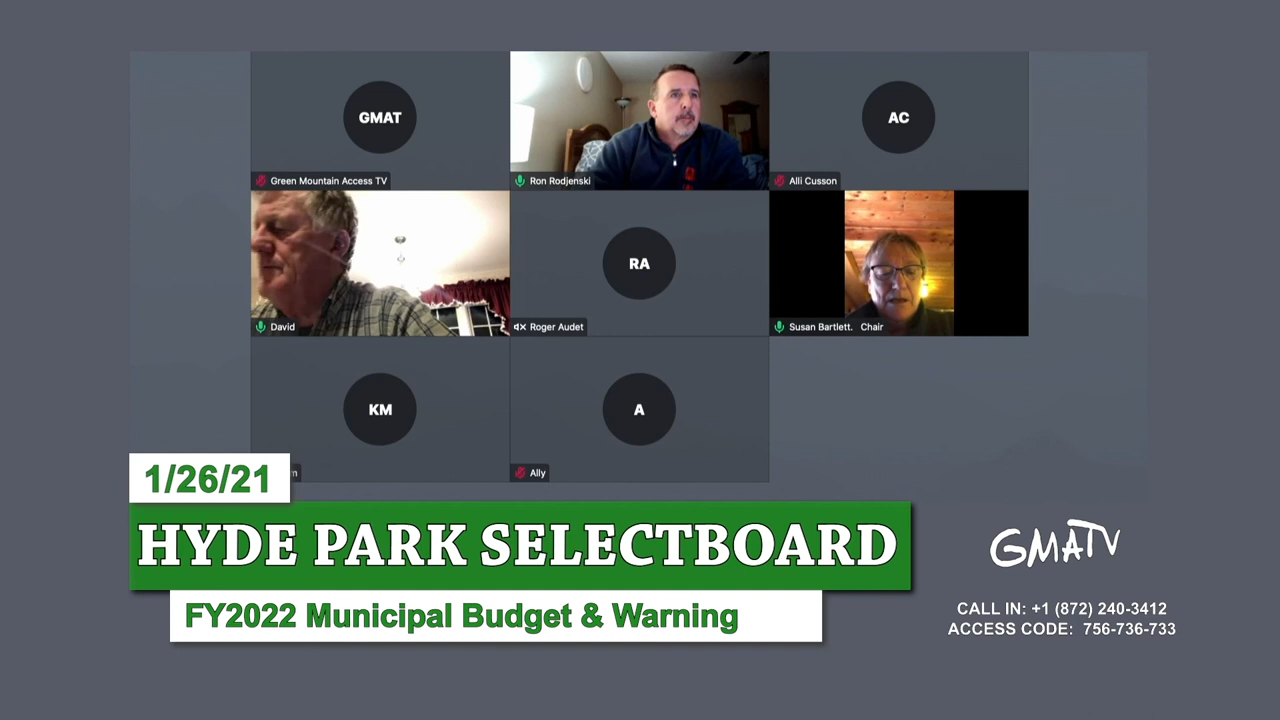 GMAT
AC
Green Mountain Access TV
Ron Rodjenski
Alli Cusson
RA
David
Roger Audet
Susan Bartlett. Chair
KM
A
Ally
1/26/21
HYDE PARK SELECTBOARD
FY2022 Municipal Budget & Warning
GMATV
CALL IN: +1 (872) 240-3412
ACCESS CODE: 756-736-733